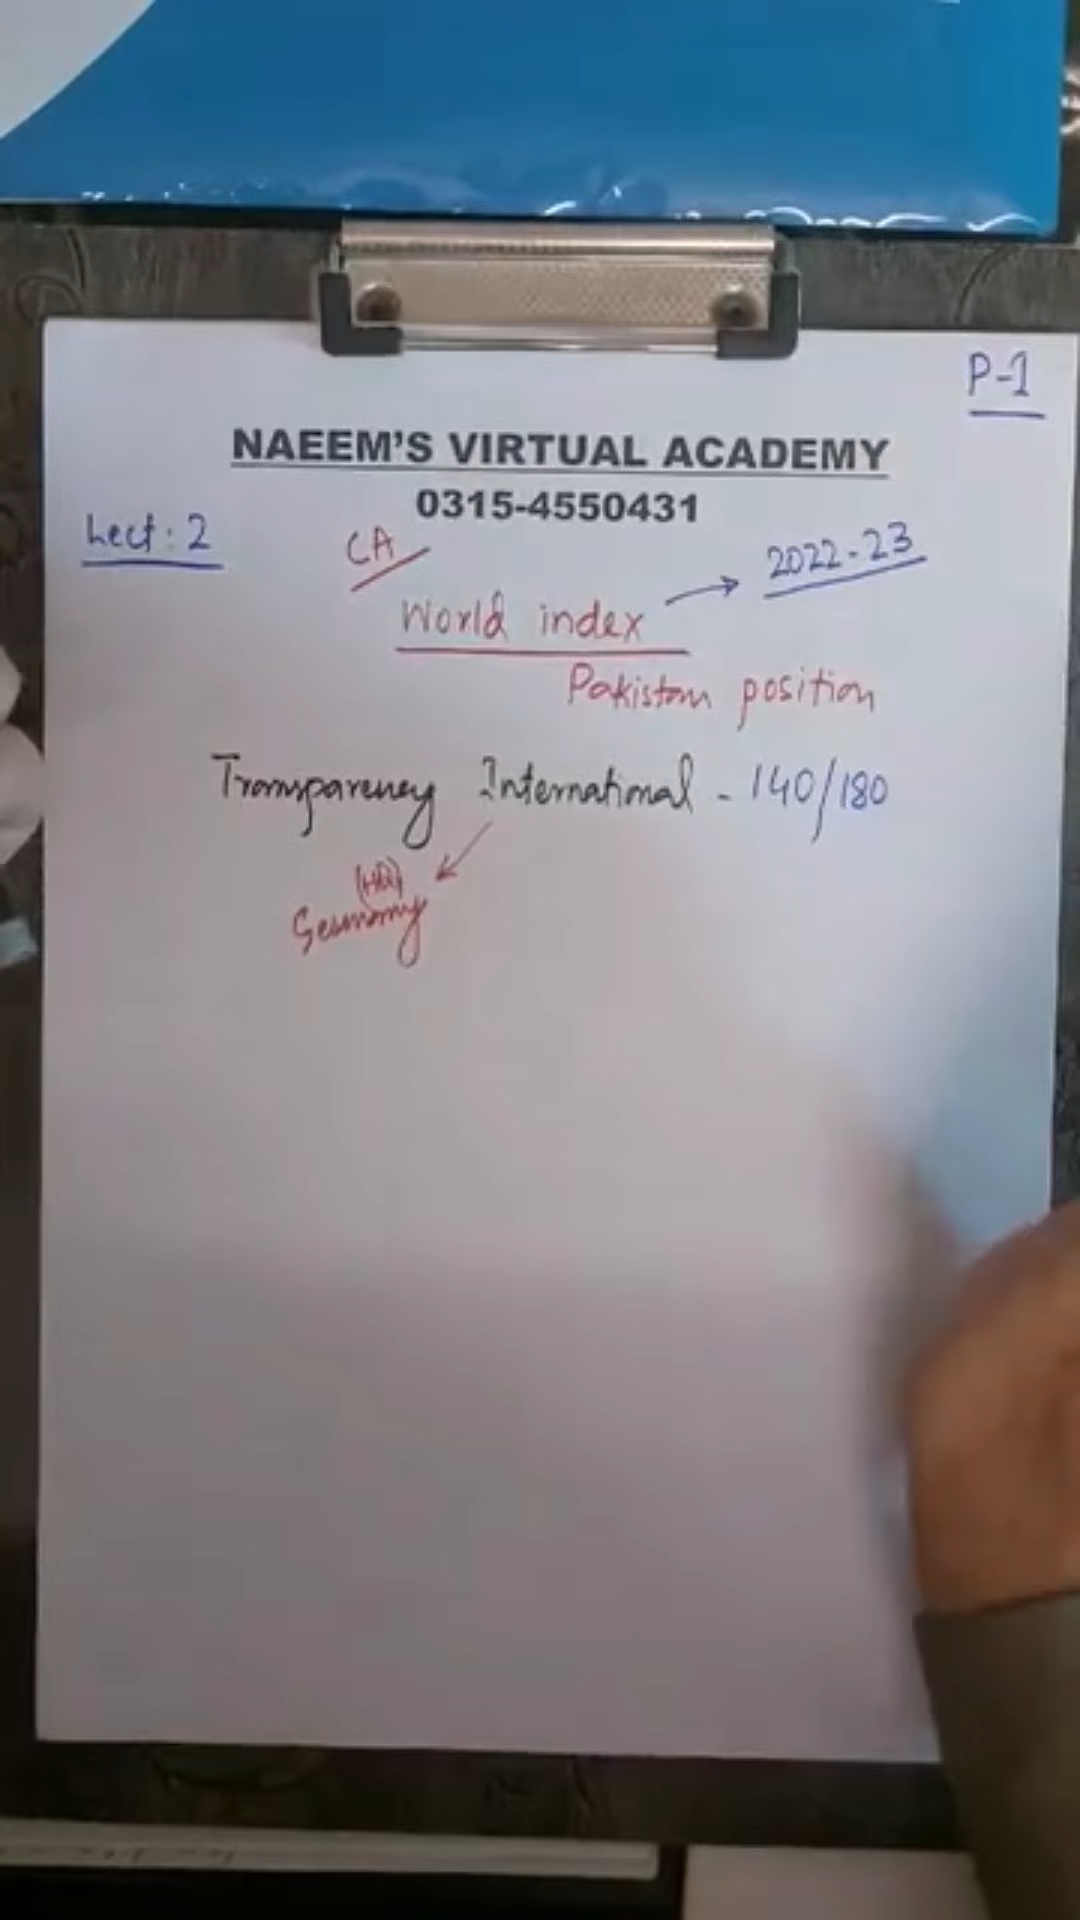 P-1
NAEEM'S VIRTUAL ACADEMY
0315-4550431
Lect: 2
CA
2022-23
World index
Pakistan position
Transparency International - 140/180
(HQ)
Germany